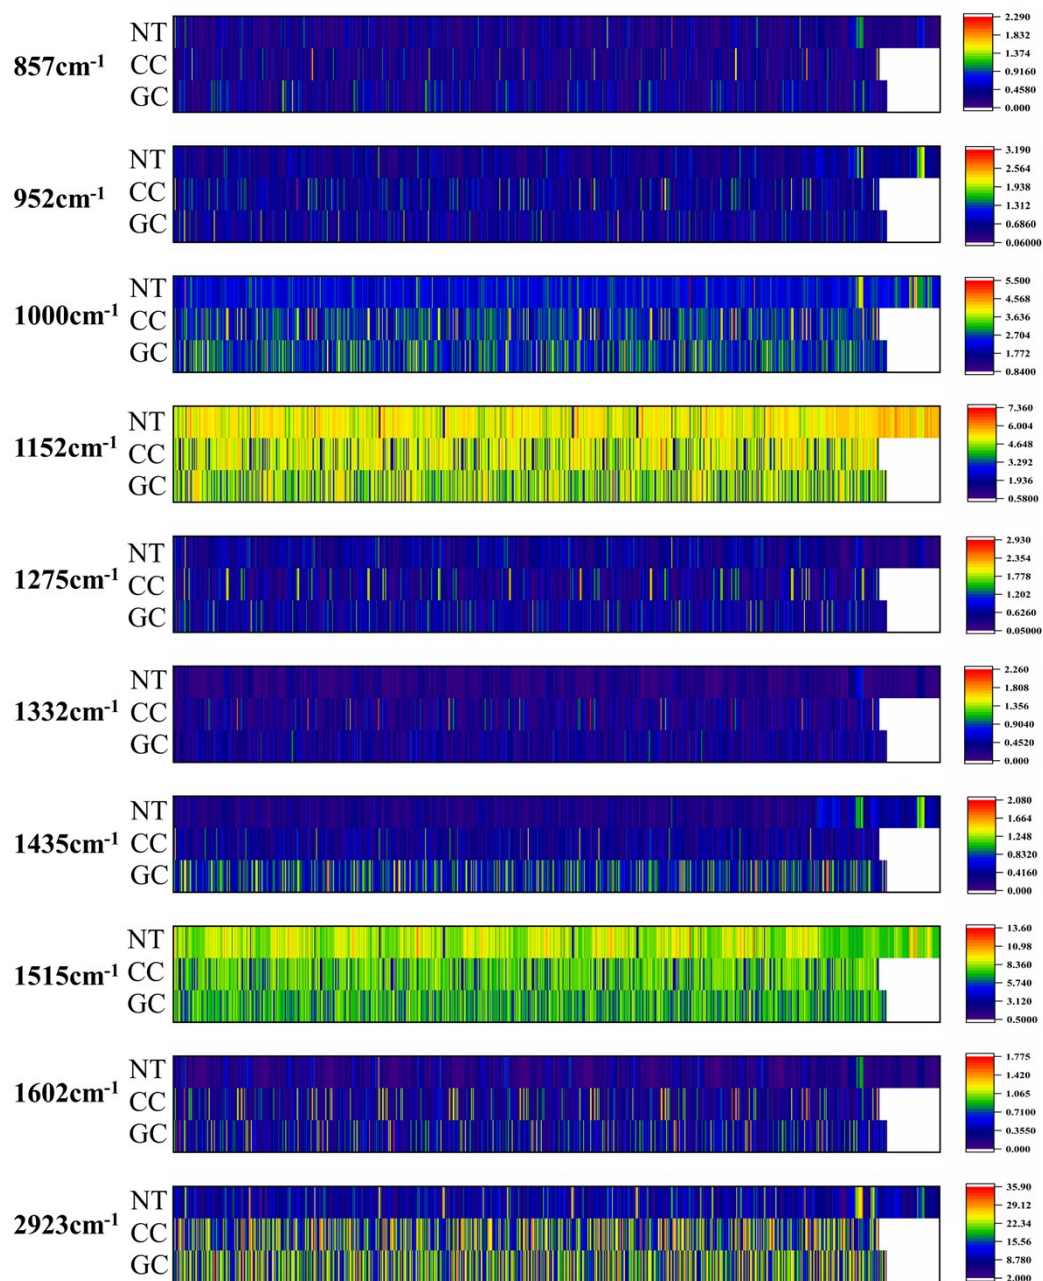 857cm-1
NT
CC
GC
2.290
1.832
1.374
0.9160
0.4580
0.000
952cm-1
NT
CC
GC
3.190
2.564
1.938
1.312
0.6860
0.06000
1000cm-1
NT
CC
GC
5.500
4.568
3.636
2.704
1.772
0.8400
1152cm-1
NT
CC
GC
7.360
6.004
4.648
3.292
1.936
0.5800
1275cm-1
NT
CC
GC
2.930
2.354
1.778
1.202
0.6260
0.05000
1332cm-1
NT
CC
GC
2.260
1.808
1.356
0.9040
0.4520
0.000
1435cm-1
NT
CC
GC
2.080
1.664
1.248
0.8320
0.4160
0.000
1515cm-1
NT
CC
GC
13.60
10.98
8.360
5.740
3.120
0.5000
1602cm-1
NT
CC
GC
1.775
1.420
1.065
0.7100
0.3550
0.000
2923cm-1
NT
CC
GC
35.90
29.12
22.34
15.56
8.780
2.000